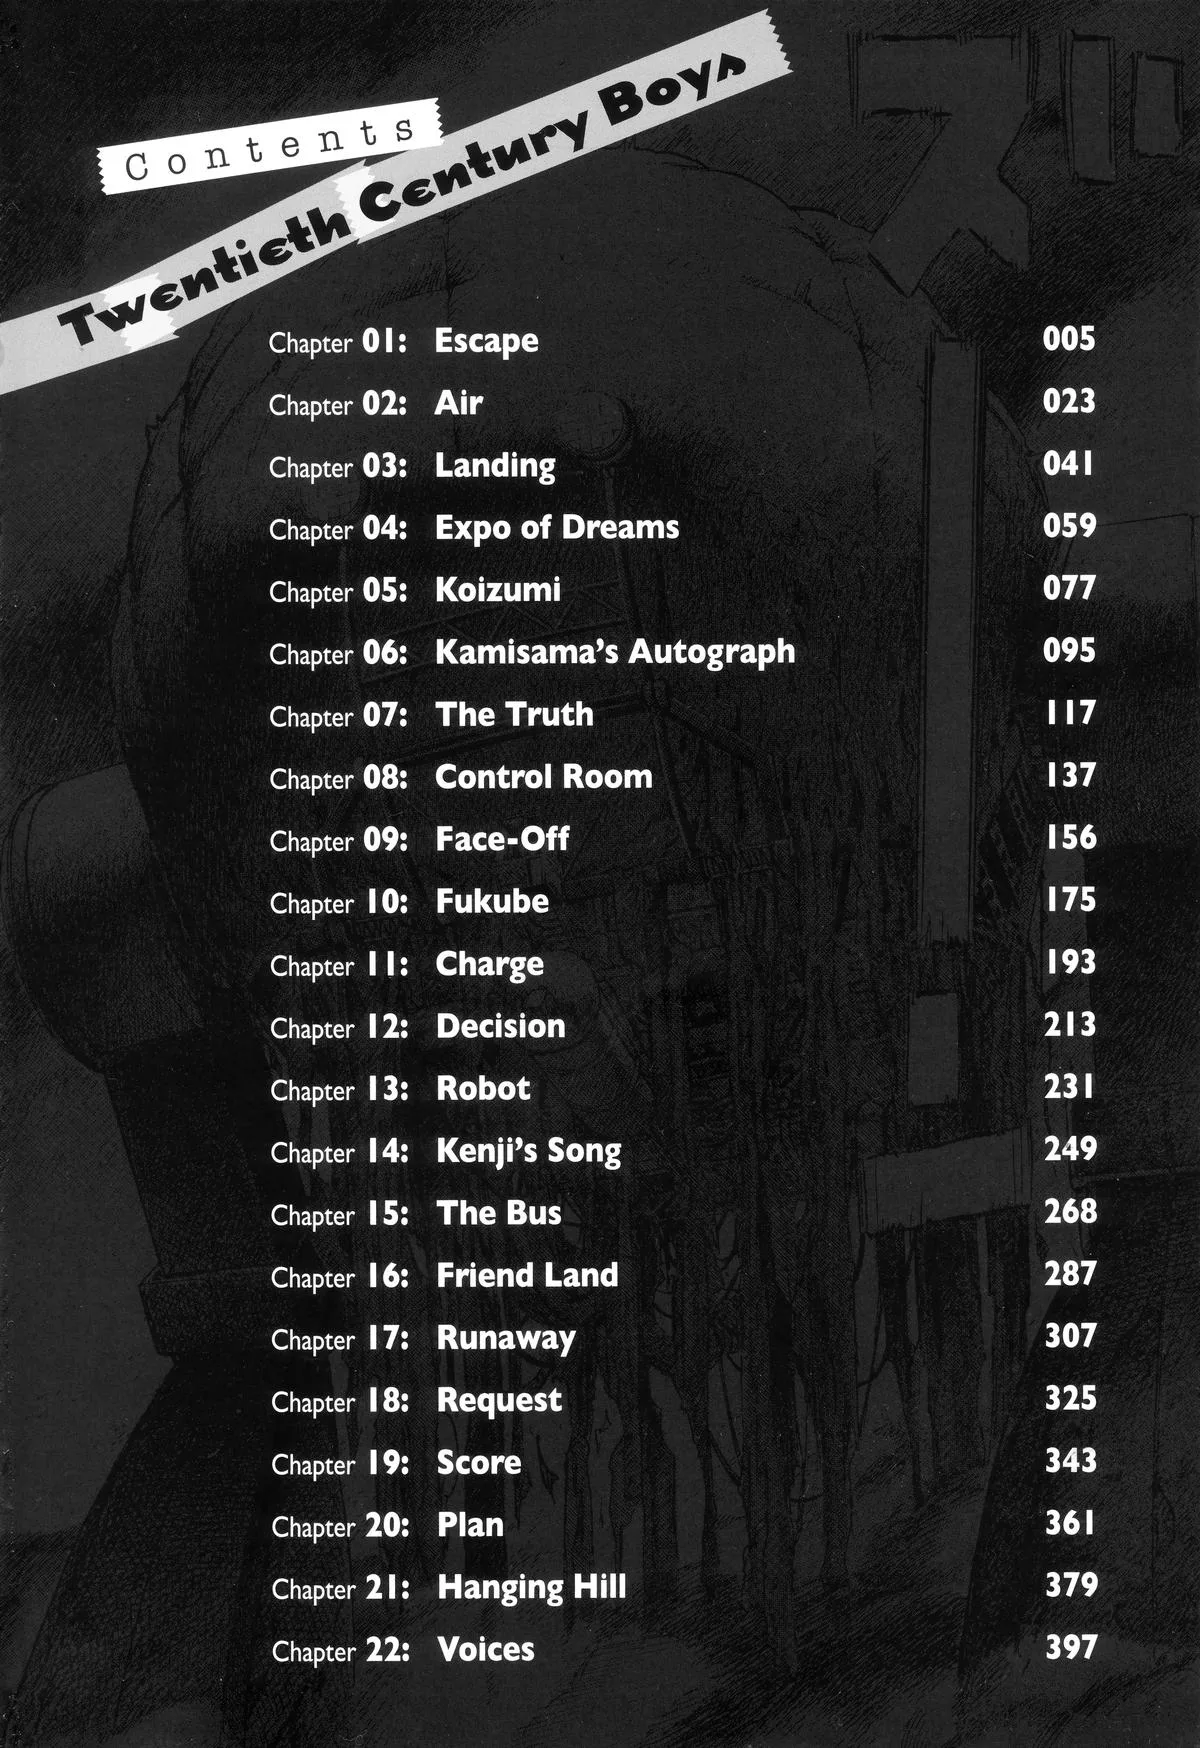 Contents
Twentieth Century Boys
Chapter 01: Escape 005
Chapter 02: Air 023
Chapter 03: Landing 041
Chapter 04: Expo of Dreams 059
Chapter 05: Koizumi 077
Chapter 06: Kamisama's Autograph 095
Chapter 07: The Truth 117
Chapter 08: Control Room 137
Chapter 09: Face-Off 156
Chapter 10: Fukube 175
Chapter 11: Charge 193
Chapter 12: Decision 213
Chapter 13: Robot 231
Chapter 14: Kenji's Song 249
Chapter 15: The Bus 268
Chapter 16: Friend Land 287
Chapter 17: Runaway 307
Chapter 18: Request 325
Chapter 19: Score 343
Chapter 20: Plan 361
Chapter 21: Hanging Hill 379
Chapter 22: Voices 397